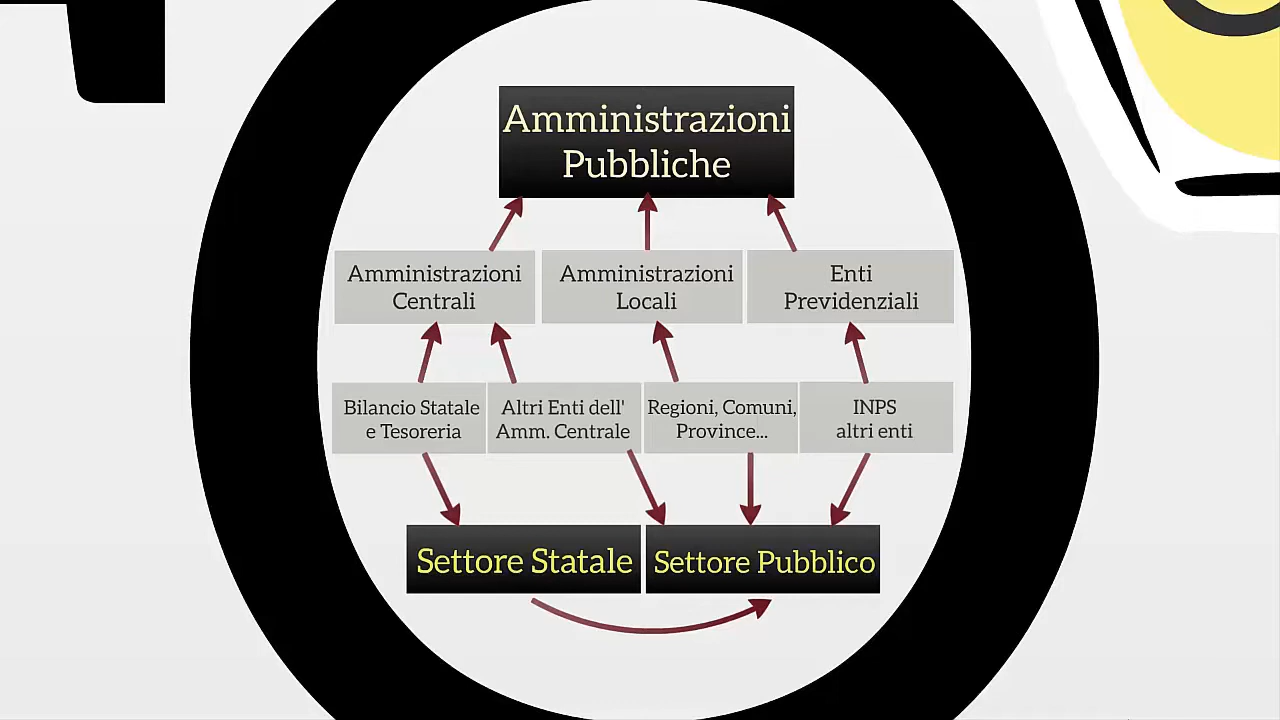 Amministrazioni
Pubbliche
Amministrazioni
Centrali
Amministrazioni
Locali
Enti
Previdenziali
Bilancio Statale
e Tesoreria
Altri Enti dell'
Amm. Centrale
Regioni, Comuni,
Province...
INPS
altri enti
Settore Statale
Settore Pubblico